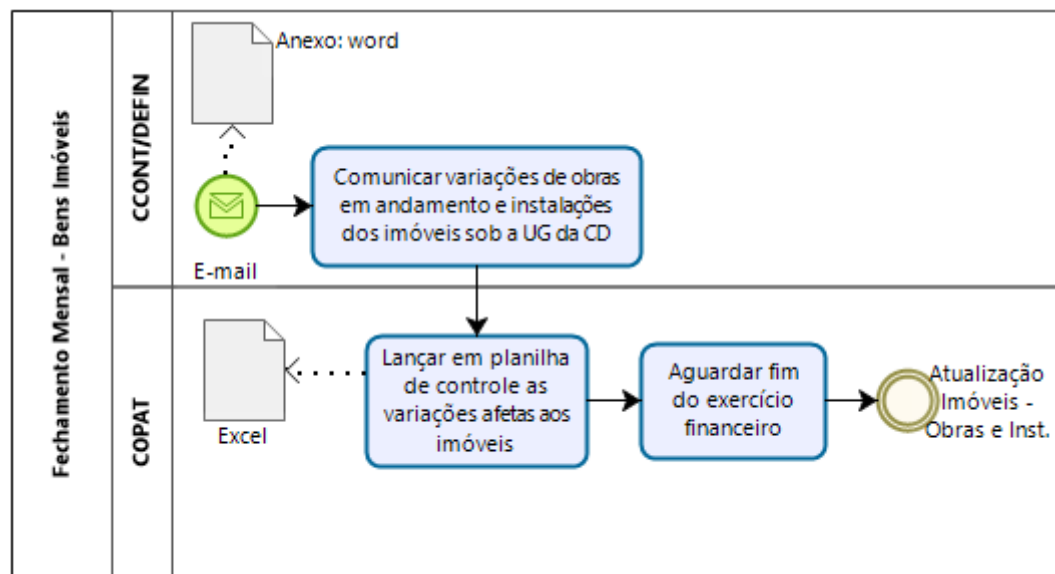 Fechamento Mensal - Bens Imóveis
CCONT/DEFIN
Anexo: word
E-mail
Comunicar variações de obras
em andamento e instalações
dos imóveis sob a UG da CD
COPAT
Excel
Lançar em planilha
de controle as
variações afetas aos
imóveis
Aguardar fim
do exercício
financeiro
Atualização
Imóveis -
Obras e Inst.